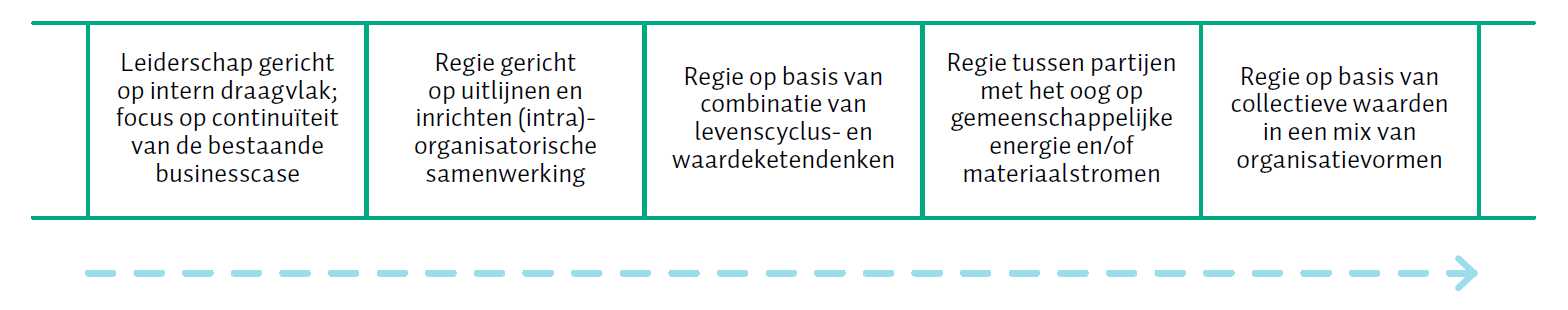 Leiderschap gericht
op intern draagvlak;
focus op continuïteit
van de bestaande
businesscase
Regie gericht
op uitlijnen en
inrichten (intra)-
organisatorische
samenwerking
Regie op basis van
combinatie van
levenscyclus- en
waardeketendenken
Regie tussen partijen
met het oog op
gemeenschappelijke
energie en/of
materiaalstromen
Regie op basis van
collectieve waarden
in een mix van
organisatievormen